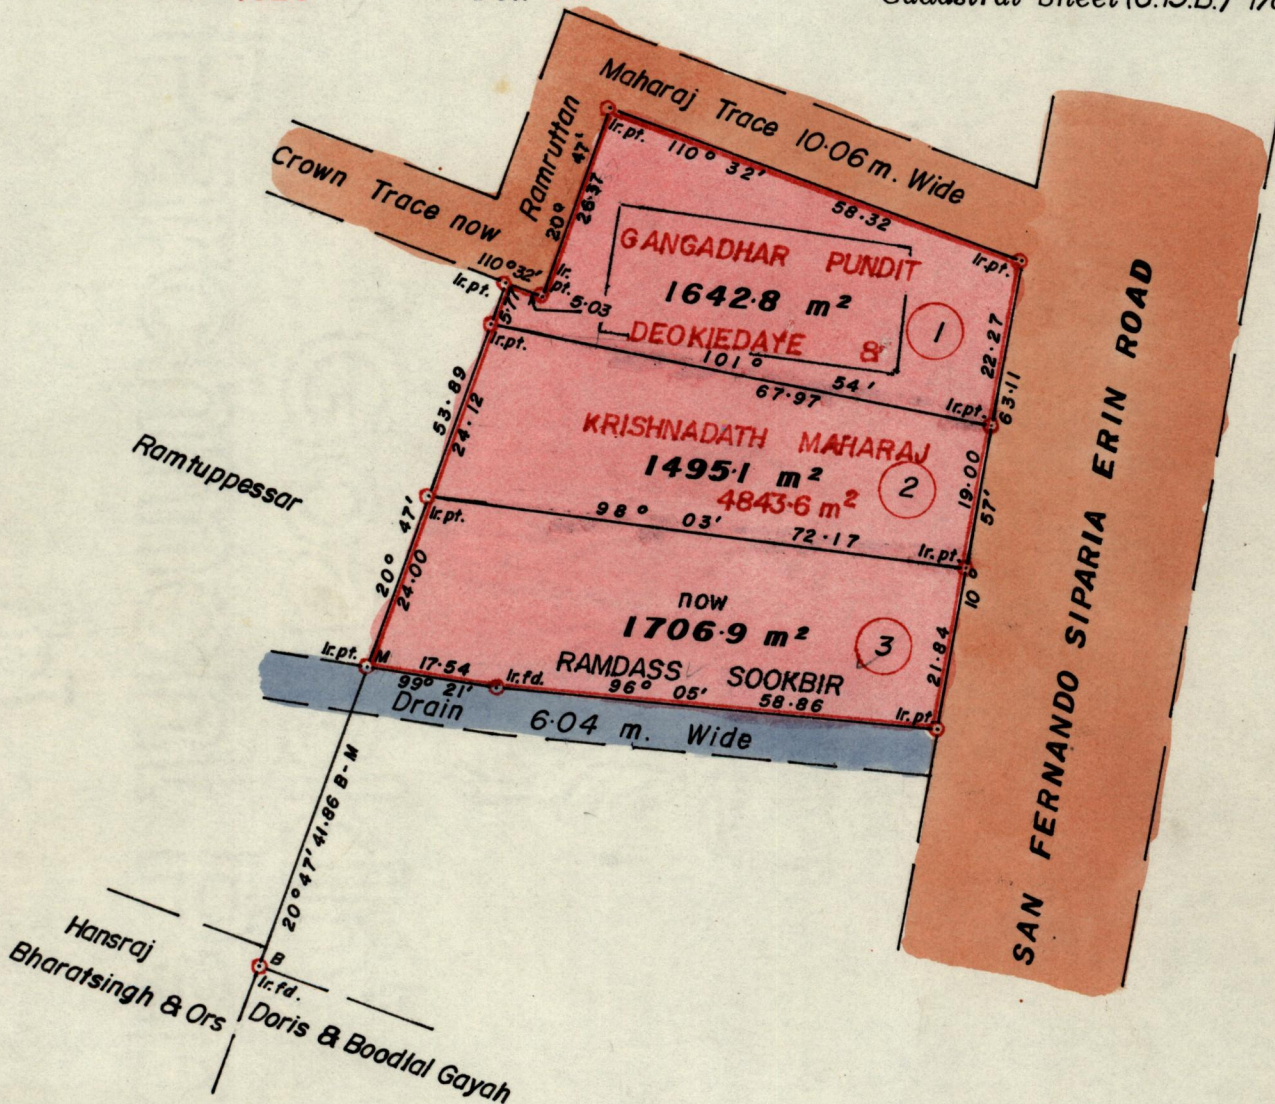 Cadastral Sheet (C.15.B.)
Maharaj Trace 10·06 m. Wide
Crown Trace now
Ramruttan
Ir.pt.
110° 32'
58·32
20° 47'
26·37
Ir.pt.
Ir.pt.
110°32'
Ir.pt.
5·03
5·77
Ir.pt.
GANGADHAR PUNDIT
1642·8 m²
DEOKIEDAYE &
1
22·27
101° 54'
67·97
Ir.pt.
63·11
53·89
24·12
KRISHNADATH MAHARAJ
1495·1 m²
4843·6 m²
2
19·00
57'
Ramtuppessar
Ir.pt.
98° 03'
72·17
Ir.pt.
20° 47'
24·00
now
1706·9 m²
3
10°
21·84
RAMDASS SOOKBIR
Ir.pt.
M
17·54
99° 21'
Ir.fd.
96° 05'
58·86
Ir.pt
Drain 6·04 m. Wide
SAN FERNANDO SIPARIA ERIN ROAD
20° 47' 41·86 B-M
B
Ir.fd.
Hansraj
Bharatsingh & Ors
Doris & Boodlal Gayah